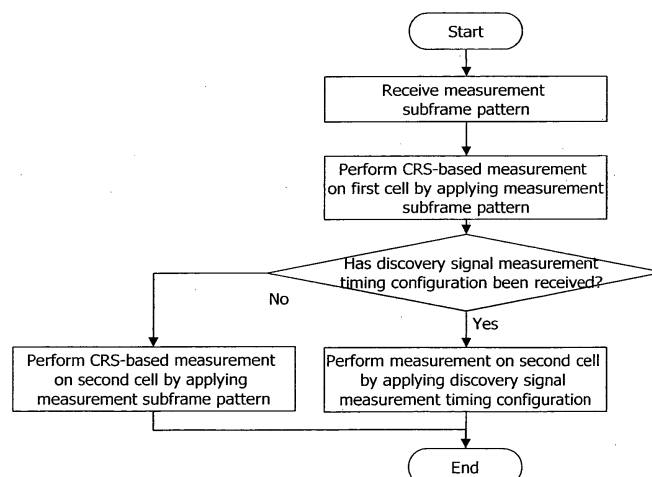 Start
Receive measurement
subframe pattern
Perform CRS-based measurement
on first cell by applying measurement
subframe pattern
Has discovery signal measurement
timing configuration been received?
No
Yes
Perform CRS-based measurement
on second cell by applying
measurement subframe pattern
Perform measurement on second cell
by applying discovery signal
measurement timing configuration
End